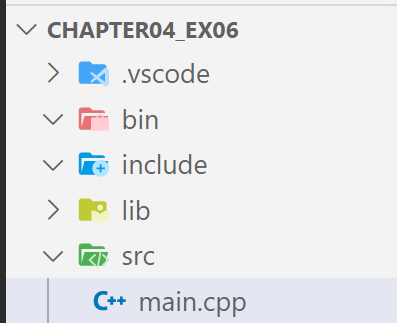 CHAPTER04_EX06
.vscode
bin
include
lib
src
C++ main.cpp